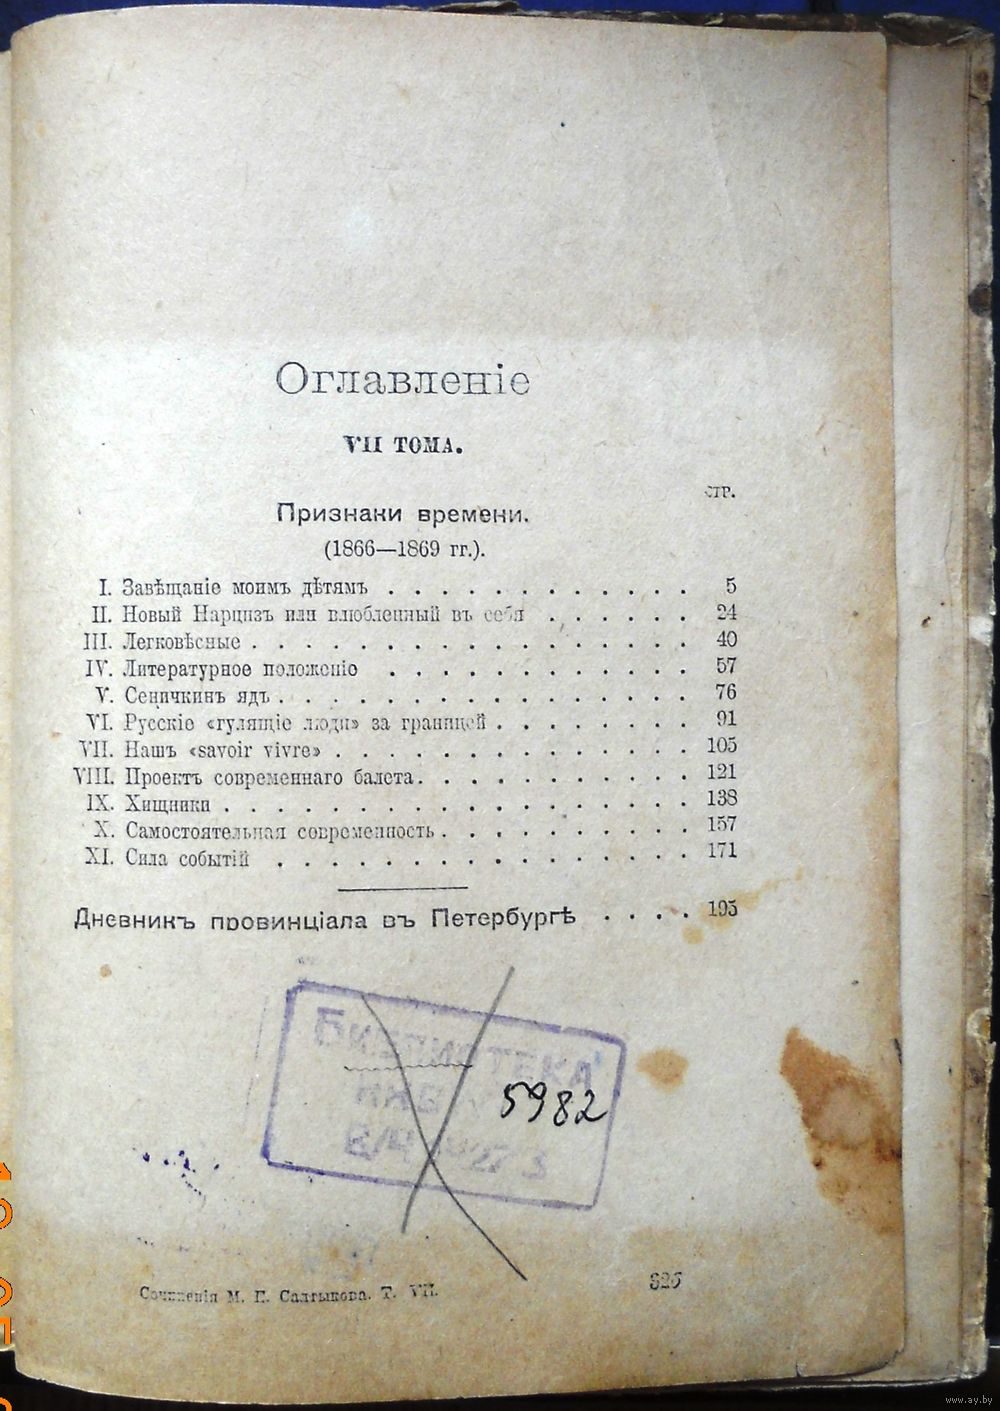 Оглавленіе
VII ТОМА.
СТР.
Признаки времени.
(1866—1869 гг.).
I. Завѣщаніе моимъ дѣтямъ . . . . . . . . . . . . 5
II. Новый Нарцизъ или влюбленный въ себя . . . . . . 24
III. Легковѣсные . . . . . . . . . . . . . . . . . 40
IV. Литературное положеніе . . . . . . . . . . . . 57
V. Сеничкинъ ядъ . . . . . . . . . . . . . . . . 76
VI. Русскіе «гулящіе люди» за границей . . . . . . . . 91
VII. Нашъ «savoir vivre» . . . . . . . . . . . . . . 105
VIII. Проектъ современнаго балета . . . . . . . . . . . 121
IX. Хищники . . . . . . . . . . . . . . . . . . 138
X. Самостоятельная современность . . . . . . . . . . 157
XI. Сила событій . . . . . . . . . . . . . . . . 171
Дневникъ провинціала въ Петербургѣ . . . . 195
БИБЛИОТЕКА
5982
В/Ч
Сочиненія М. Е. Салтыкова. Т. VII.
www.ay.by